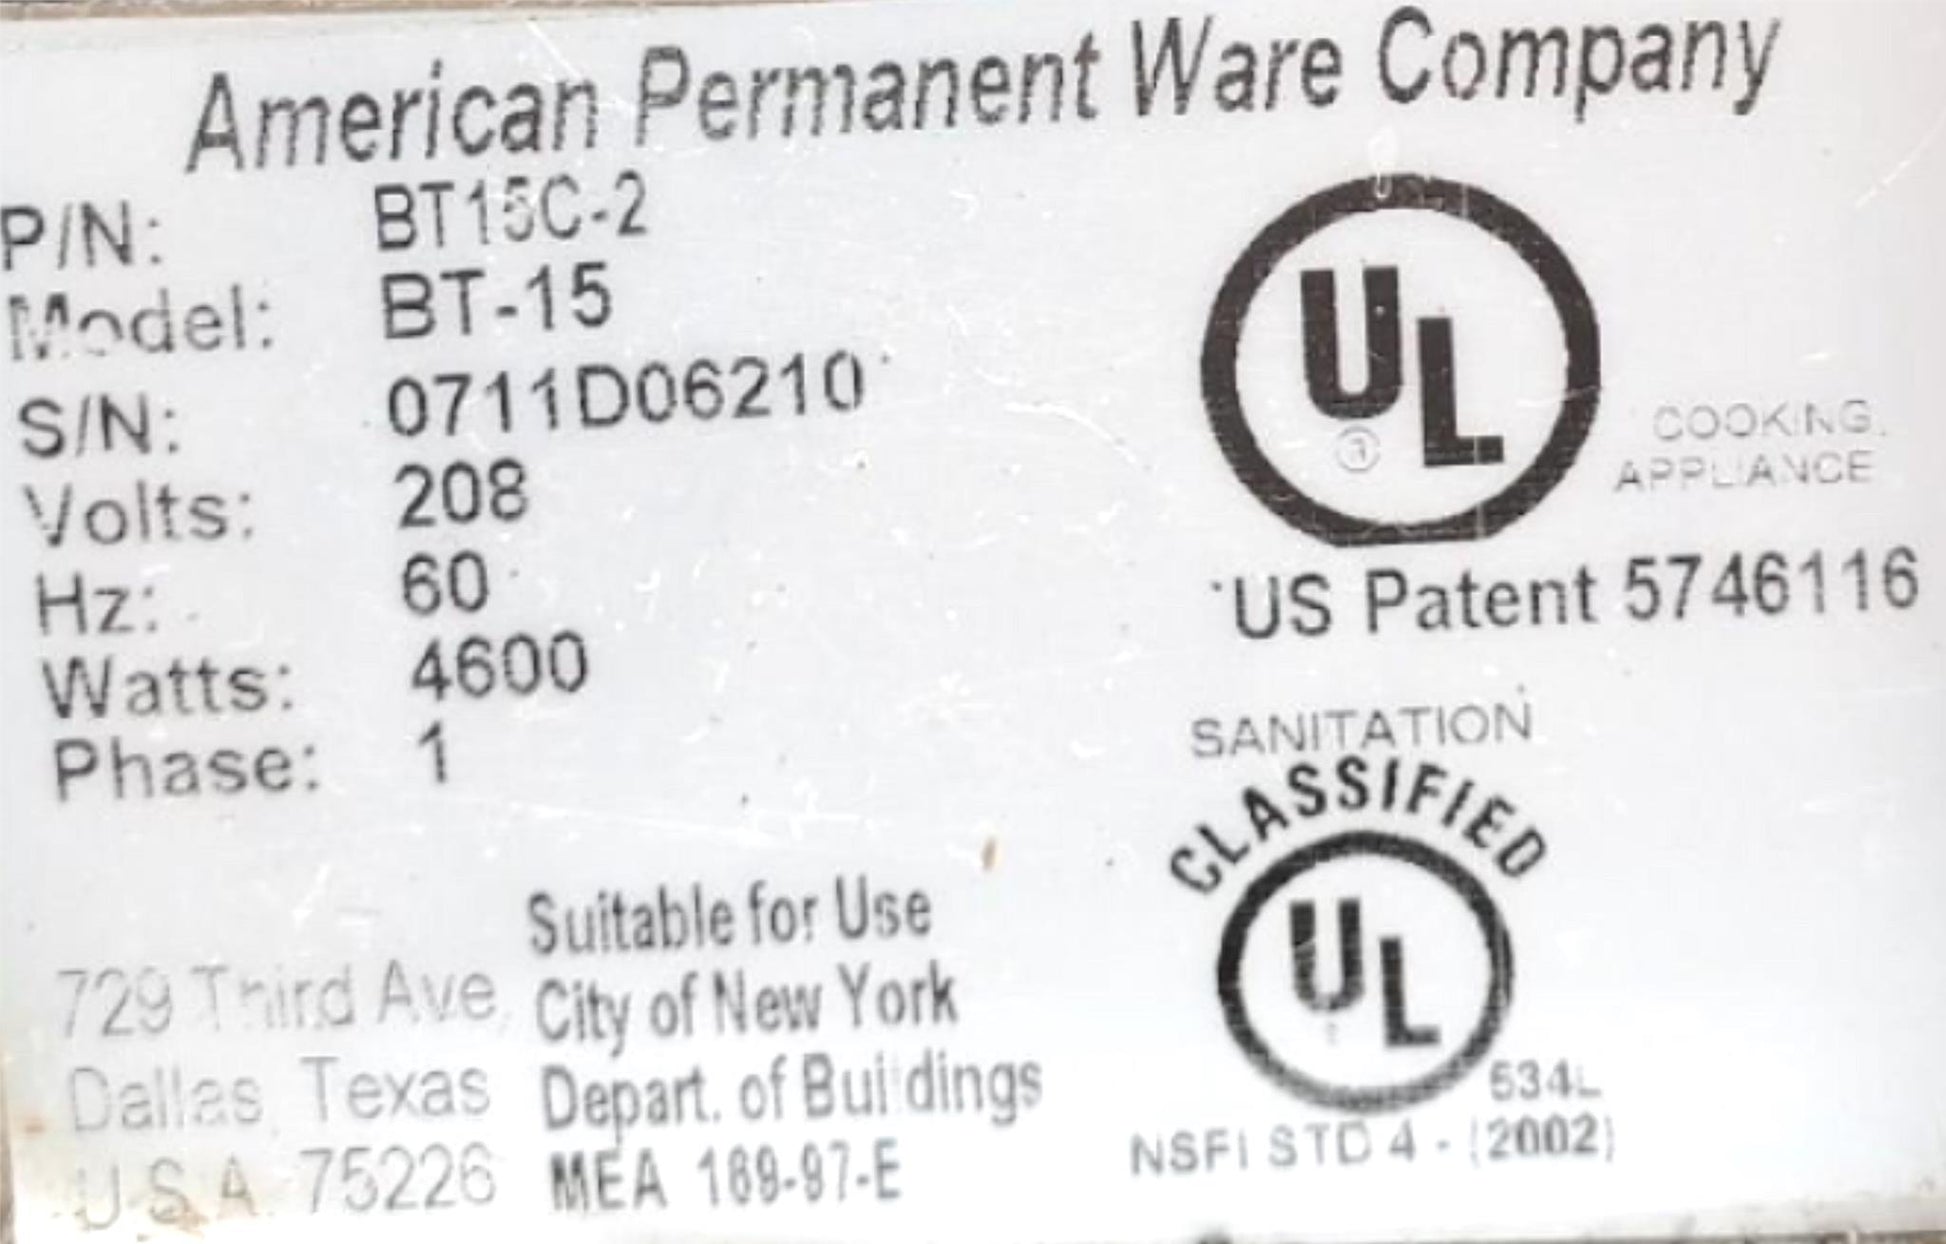 American Permanent Ware Company
P/N: BT15C-2
Model: BT-15
S/N: 0711D06210
Volts: 208
Hz: 60
Watts: 4600
Phase: 1
UL
®
COOKING
APPLIANCE
US Patent 5746116
SANITATION
CLASSIFIED
UL
534L
NSFI STD 4 - (2002)
729 Third Ave,
Dallas, Texas
U.S.A. 75226
Suitable for Use
City of New York
Depart. of Buildings
MEA 189-97-E